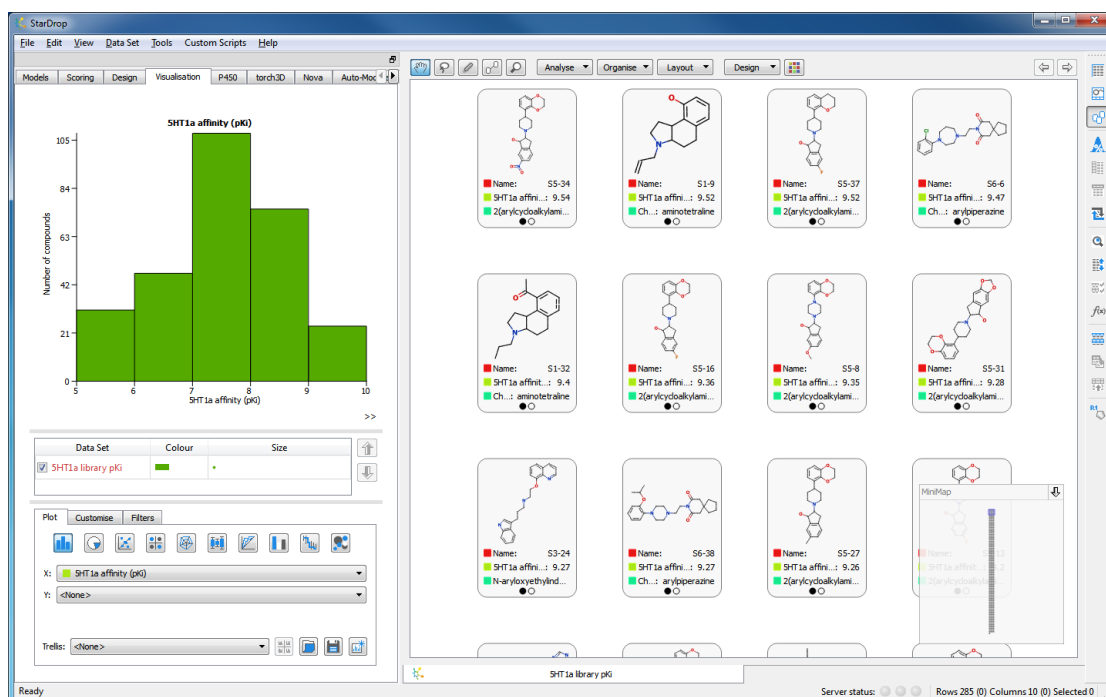 StarDrop
File Edit View Data Set Tools Custom Scripts Help
Models Scoring Design Visualisation P450 torch3D Nova Auto-Mod
Analyse Organise Layout Design
5HT1a affinity (pKi)
Number of compounds
105
84
63
42
21
0
5 6 7 8 9 10
5HT1a affinity (pKi)
>>
Data Set Colour Size
5HT1a library pKi
Plot Customise Filters
X: 5HT1a affinity (pKi)
Y: <None>
Trellis: <None>
Name: S5-34
5HT1a affini...: 9.54
2(arylcycloalkylami...
Name: S1-9
5HT1a affini...: 9.52
Ch...: aminotetraline
Name: S5-37
5HT1a affini...: 9.52
2(arylcycloalkylami...
Name: S6-6
5HT1a affini...: 9.47
Ch...: arylpiperazine
Name: S1-32
5HT1a affinit...: 9.4
Ch...: aminotetraline
Name: S5-16
5HT1a affini...: 9.36
2(arylcycloalkylami...
Name: S5-8
5HT1a affini...: 9.35
2(arylcycloalkylami...
Name: S5-31
5HT1a affini...: 9.28
2(arylcycloalkylami...
Name: S3-24
5HT1a affini...: 9.27
N-aryloxyethylind...
Name: S6-38
5HT1a affini...: 9.27
Ch...: arylpiperazine
Name: S5-27
5HT1a affini...: 9.26
2(arylcycloalkylami...
MiniMap
5HT1a library pKi
f(x)
R1
Ready
Server status: Rows 285 (0) Columns 10 (0) Selected 0